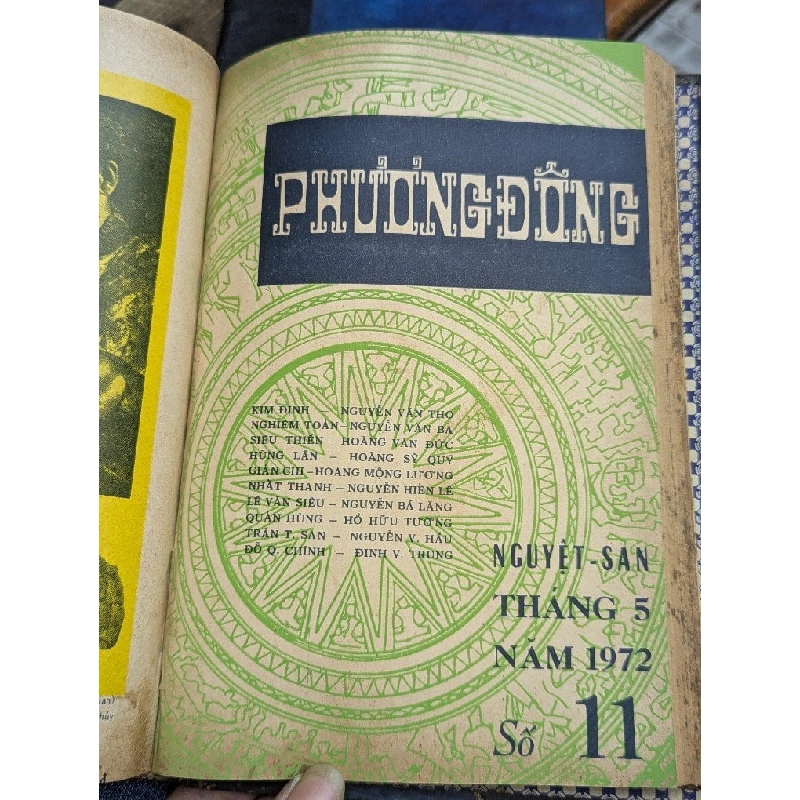 PHƯƠNG-ĐÔNG
KIM ĐỊNH — NGUYỄN VĂN THỌ
NGHIÊM TOẢN—NGUYỄN VĂN BA
SIÊU THIÊN — HOÀNG VĂN ĐỨC
HÙNG LÂN — HOÀNG SỸ QUÝ
GIẢN CHI—HOÀNG MỘNG LƯƠNG
NHẤT THANH—NGUYỄN HIẾN LÊ
LÊ VĂN SIÊU—NGUYỄN BÁ LĂNG
QUÂN HÙNG — HỒ HỮU TƯỜNG
TRẦN T. SAN — NGUYỄN V. HẦU
ĐỖ Q. CHÍNH — ĐINH V. TRUNG
NGUYỆT-SAN
THÁNG 5
NĂM 1972
Số 11